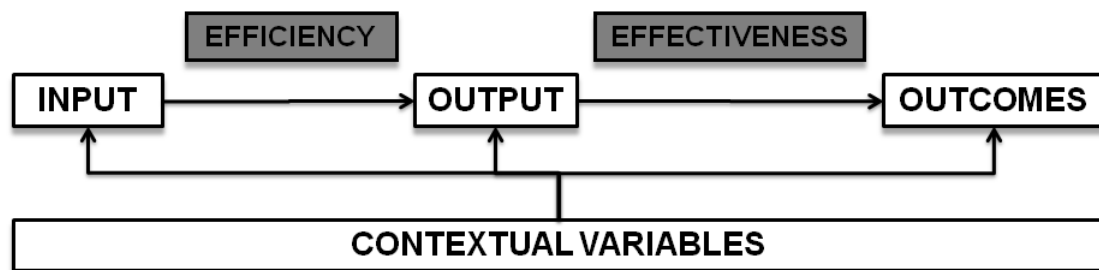 EFFICIENCY EFFECTIVENESS
INPUT OUTPUT OUTCOMES
CONTEXTUAL VARIABLES